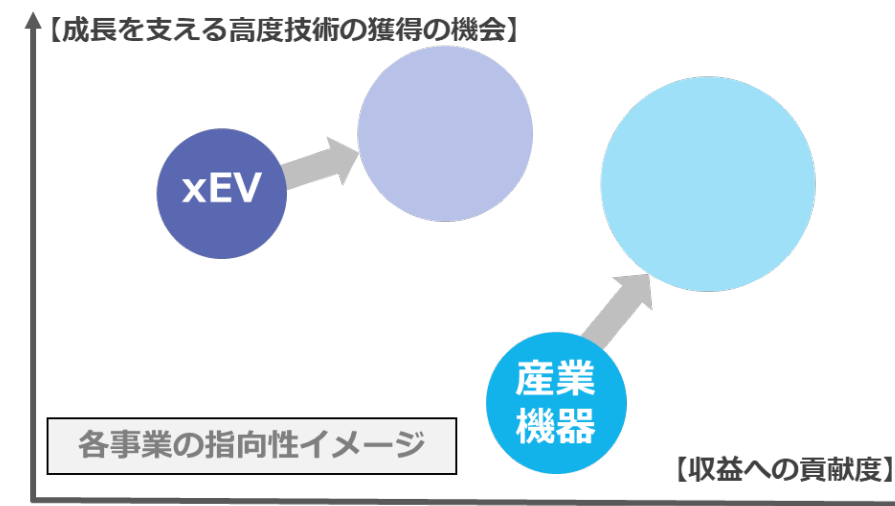 【成長を支える高度技術の獲得の機会】
xEV
産業
機器
各事業の指向性イメージ
【収益への貢献度】